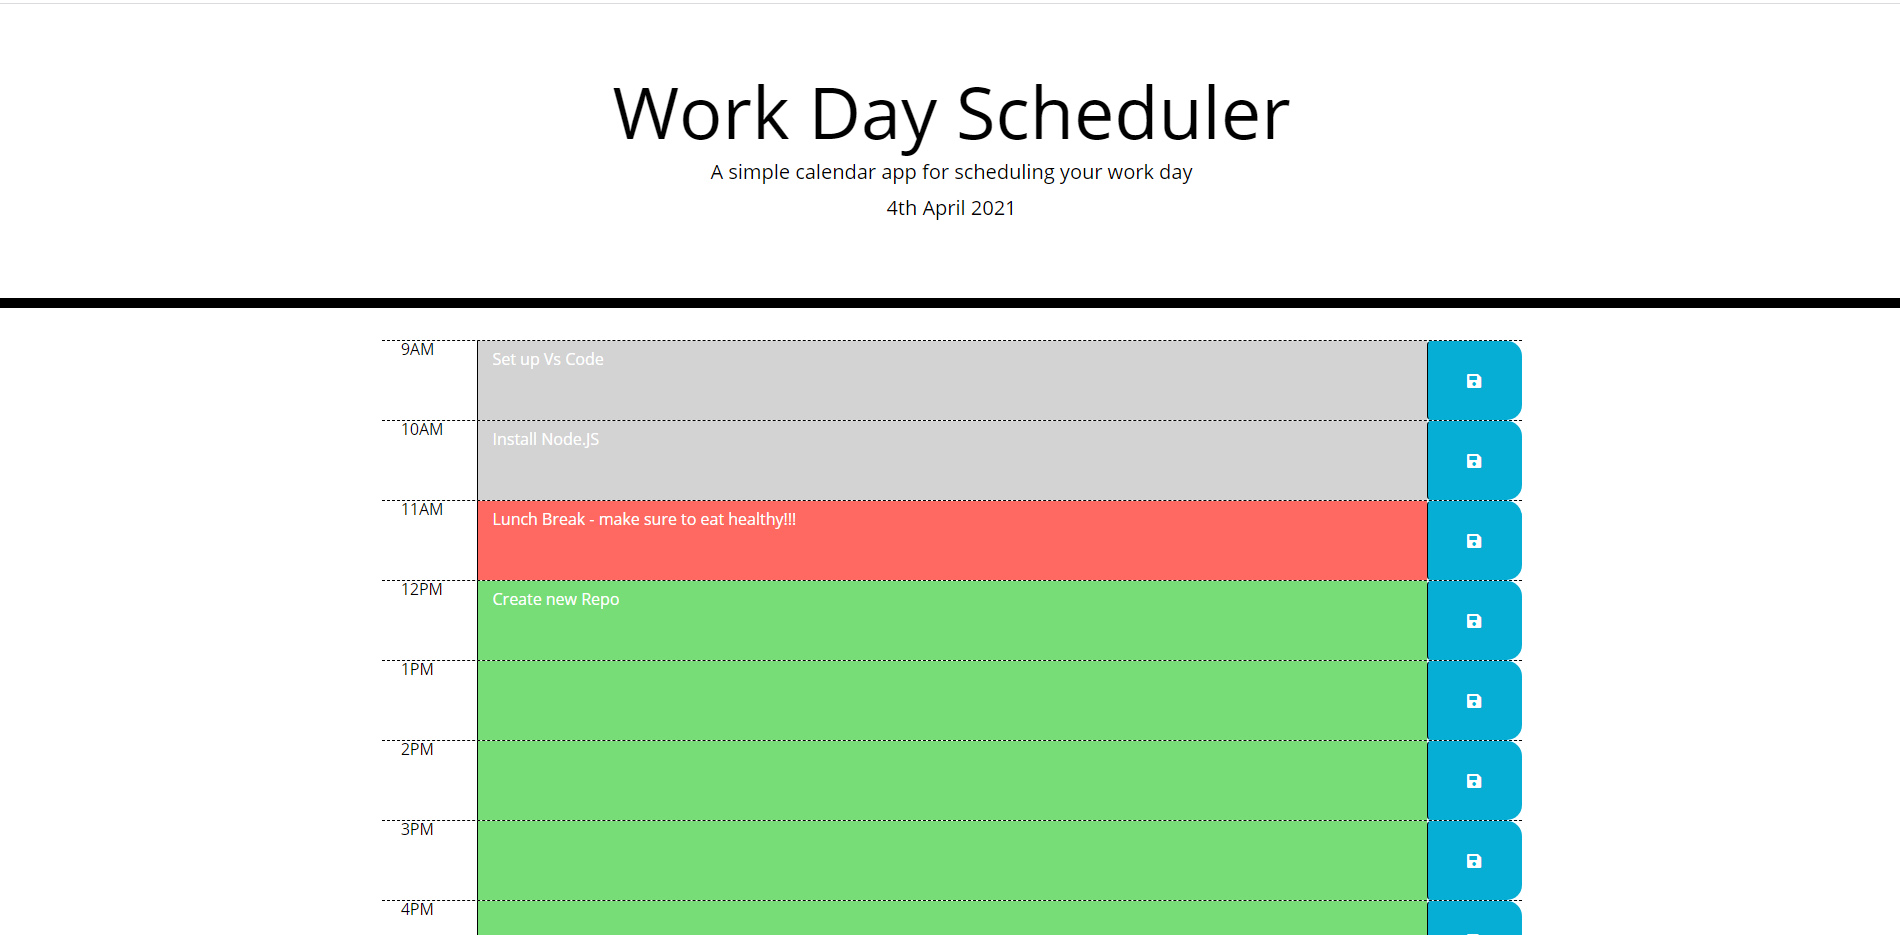 Work Day Scheduler
A simple calendar app for scheduling your work day
4th April 2021
9AM
Set up Vs Code
10AM
Install Node.JS
11AM
Lunch Break - make sure to eat healthy!!!
12PM
Create new Repo
1PM
2PM
3PM
4PM